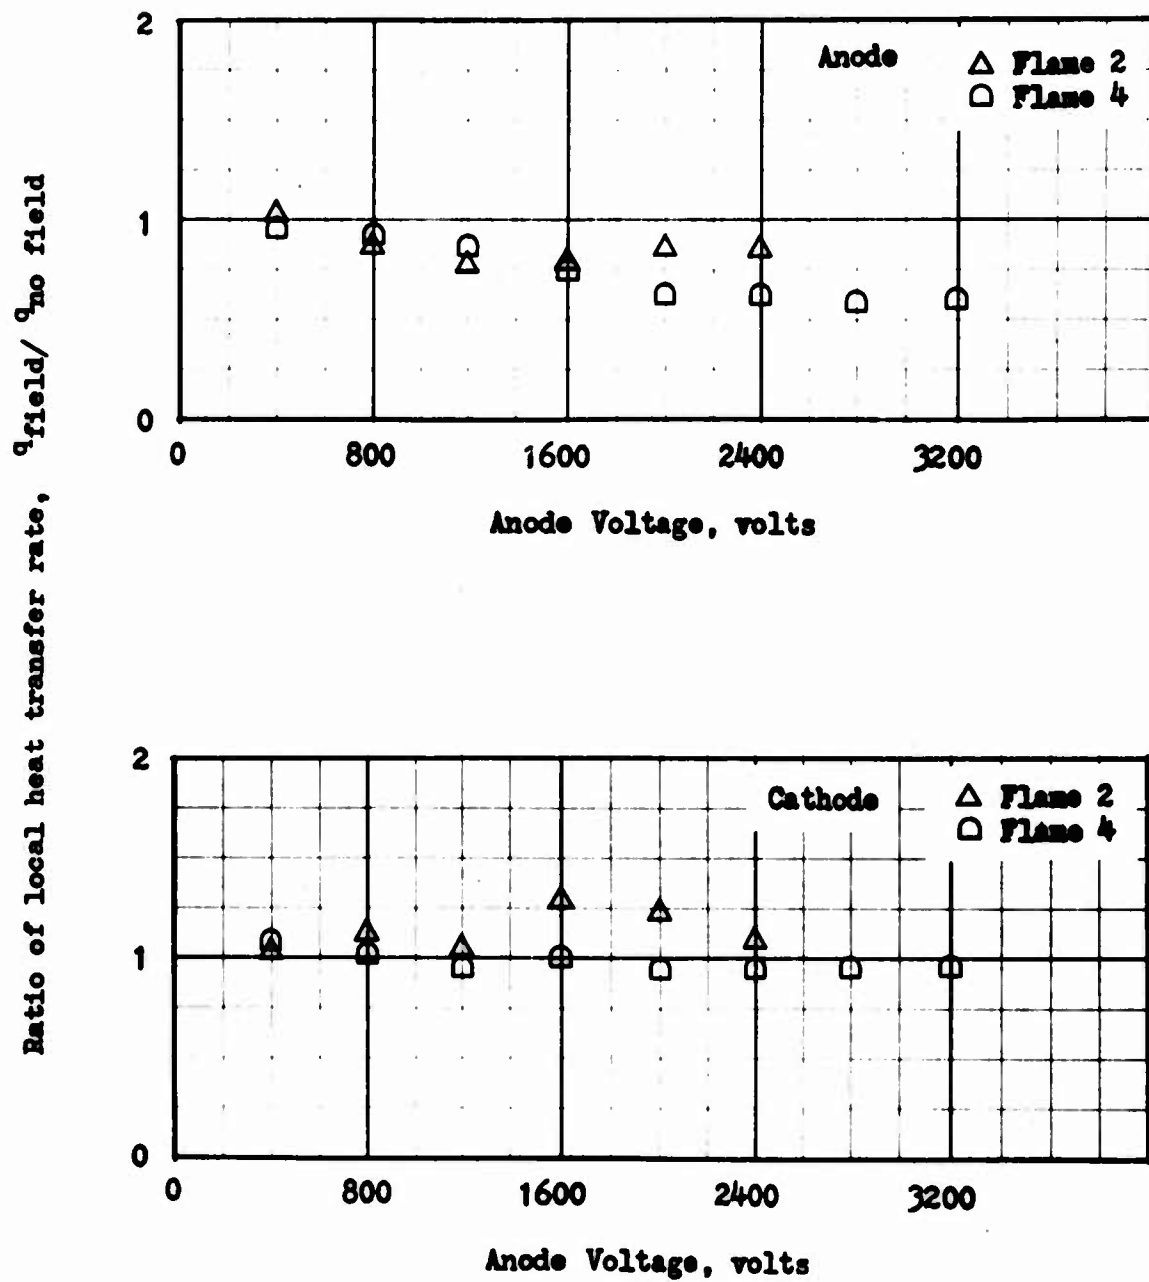 Ratio of local heat transfer rate, qfield/ qno field
2
Anode
Flame 2
Flame 4
1
0
0 800 1600 2400 3200
Anode Voltage, volts
2
Cathode
Flame 2
Flame 4
1
0
0 800 1600 2400 3200
Anode Voltage, volts